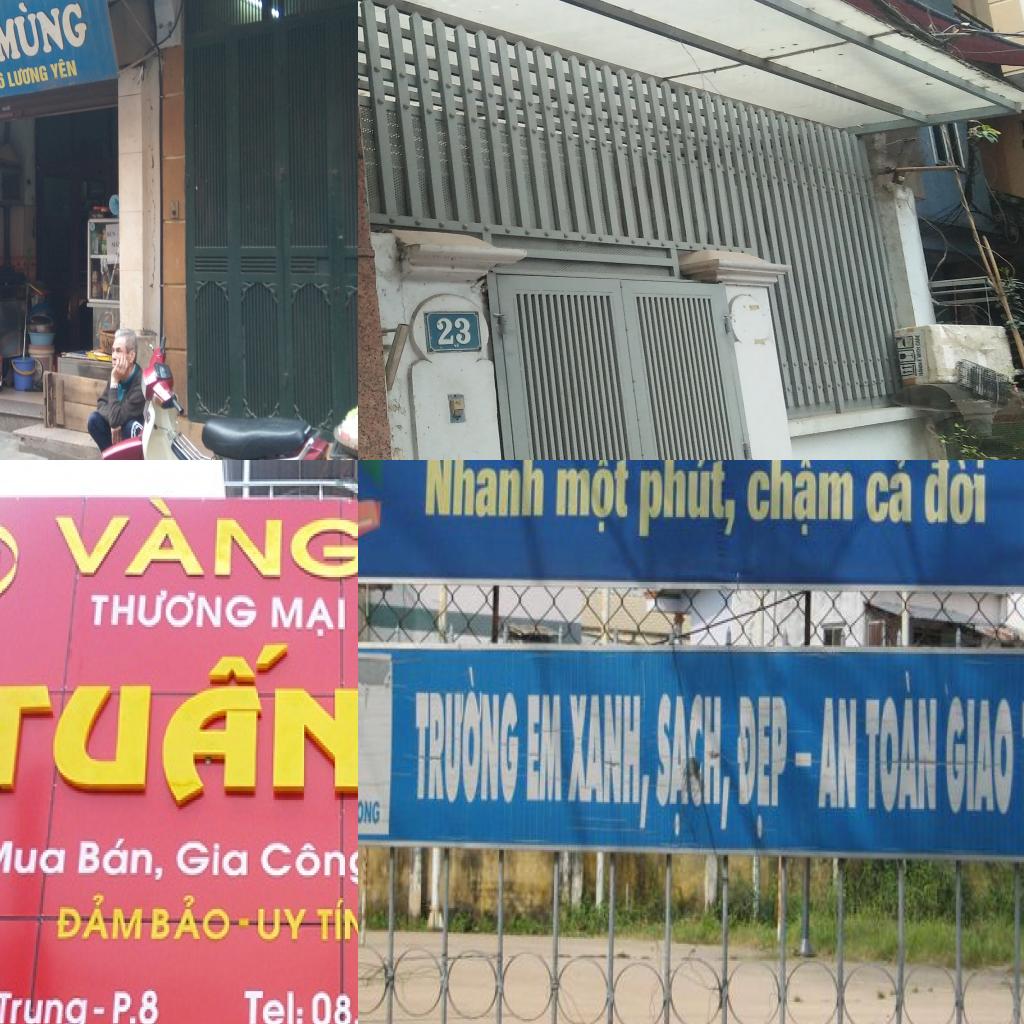 MÙNG
6 LƯƠNG YÊN
23
VÀNG
THƯƠNG MẠI
TUẤN
Mua Bán, Gia Công
ĐẢM BẢO - UY TÍN
Trung - P.8 Tel: 08.
Nhanh một phút, chậm cả đời
TRƯỜNG EM XANH, SẠCH, ĐẸP - AN TOÀN GIAO
ONG